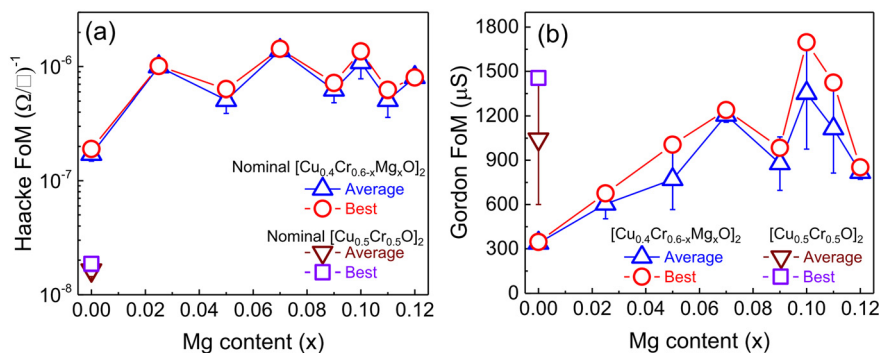 (a)
Haacke FoM (Ω/□)⁻¹
10⁻⁶
10⁻⁷
10⁻⁸
Nominal [Cu₀.₄Cr₀.₆₋ₓMgₓO]₂
Average
Best
Nominal [Cu₀.₅Cr₀.₅O]₂
Average
Best
0.00 0.02 0.04 0.06 0.08 0.10 0.12
Mg content (x)
(b)
Gordon FoM (μS)
1800
1500
1200
900
600
300
0
[Cu₀.₄Cr₀.₆₋ₓMgₓO]₂ [Cu₀.₅Cr₀.₅O]₂
Average Average
Best Best
0.00 0.02 0.04 0.06 0.08 0.10 0.12
Mg content (x)